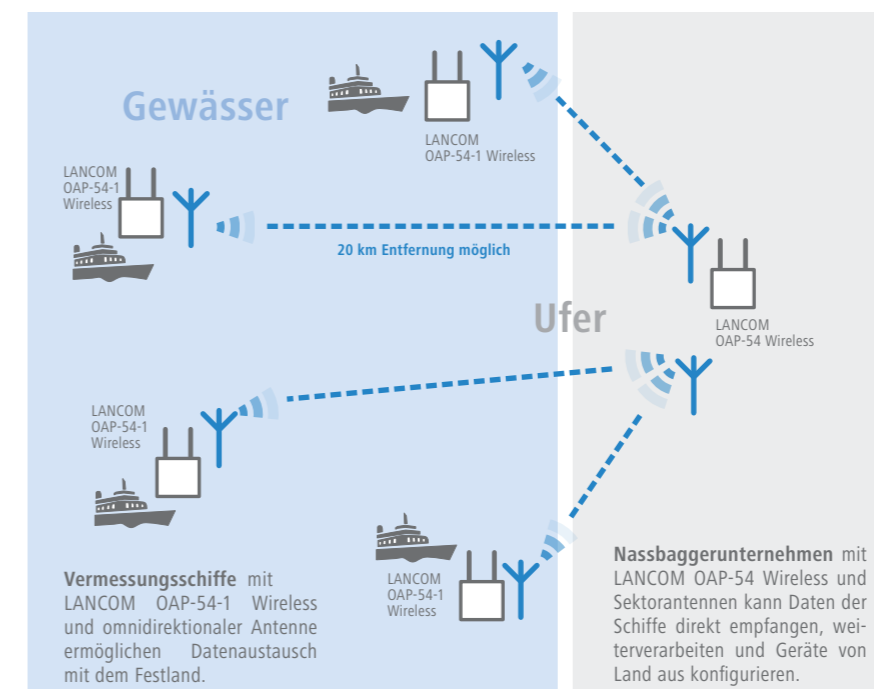 Gewässer
LANCOM
OAP-54-1 Wireless
LANCOM
OAP-54-1
Wireless
20 km Entfernung möglich
Ufer
LANCOM
OAP-54 Wireless
LANCOM
OAP-54-1
Wireless
LANCOM
OAP-54-1
Wireless
Vermessungsschiffe mit
LANCOM OAP-54-1 Wireless
und omnidirektionaler Antenne
ermöglichen Datenaustausch
mit dem Festland.
Nassbaggerunternehmen mit
LANCOM OAP-54 Wireless und
Sektorantennen kann Daten der
Schiffe direkt empfangen, wei-
terverarbeiten und Geräte von
Land aus konfigurieren.